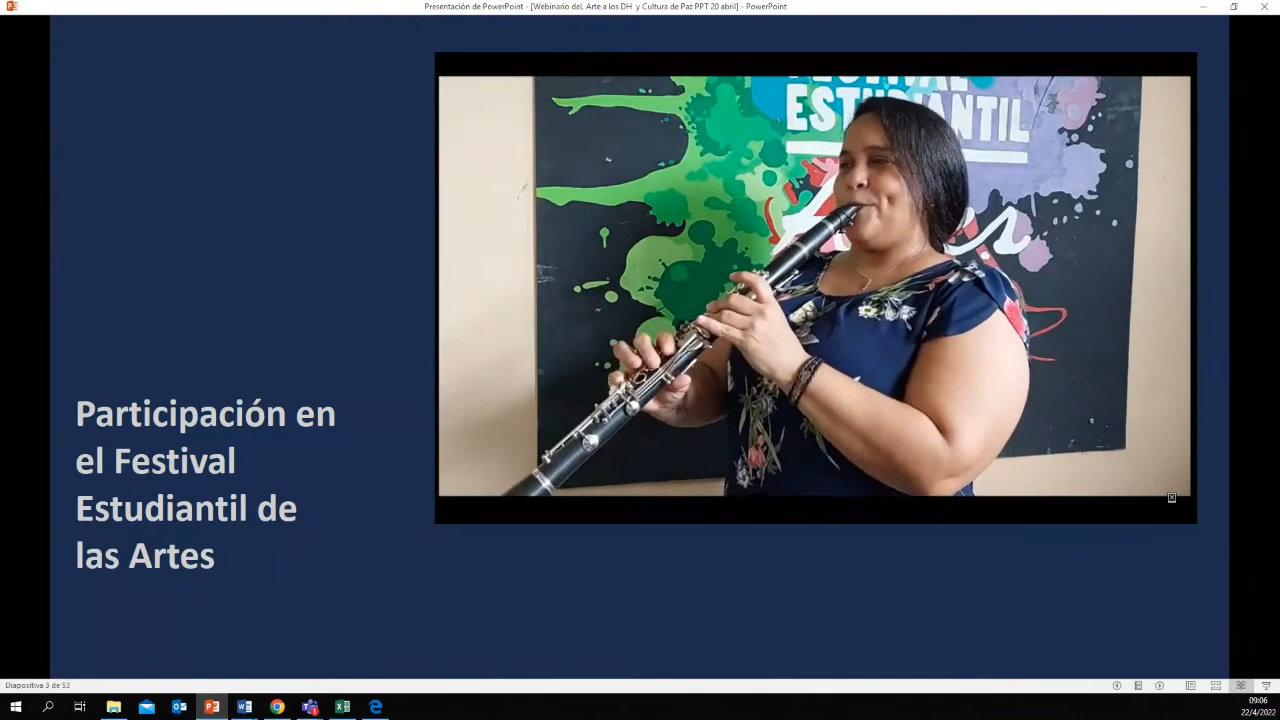 Presentación de PowerPoint - [Webinario del. Arte a los DH y Cultura de Paz PPT 20 abril] - PowerPoint
ESTUDIANTIL
Participación en
el Festival
Estudiantil de
las Artes
Diapositiva 3 de 53
09:06
22/4/2022